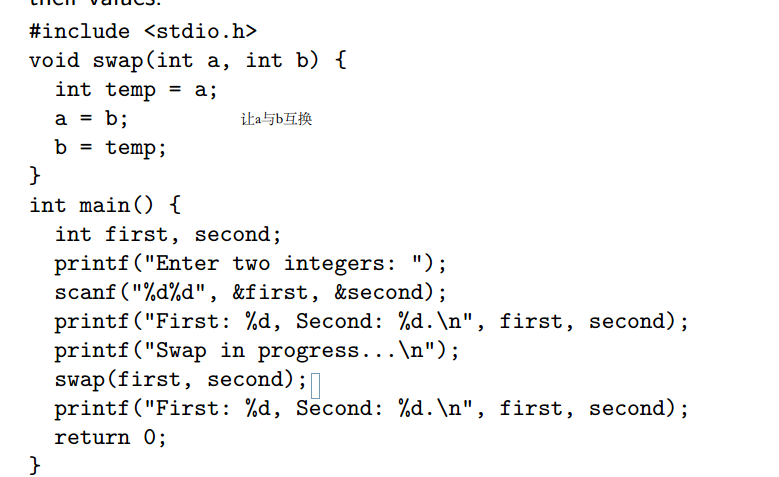 their values.
#include <stdio.h>
void swap(int a, int b) {
int temp = a;
a = b; 让a与b互换
b = temp;
}
int main() {
int first, second;
printf("Enter two integers: ");
scanf("%d%d", &first, &second);
printf("First: %d, Second: %d.\n", first, second);
printf("Swap in progress...\n");
swap(first, second);
printf("First: %d, Second: %d.\n", first, second);
return 0;
}